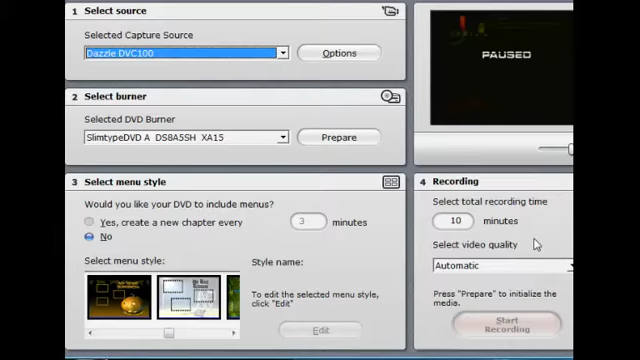 1 Select source
Selected Capture Source
Dazzle DVC100
Options
2 Select burner
Selected DVD Burner
SlimtypeDVD A DS8A5SH XA15
Prepare
3 Select menu style
Would you like your DVD to include menus?
Yes, create a new chapter every 3 minutes
No
Select menu style:
Style name:
To edit the selected menu style,
click "Edit"
Edit
PAUSED
4 Recording
Select total recording time
10 minutes
Select video quality
Automatic
Press "Prepare" to initialize the
media.
Start
Recording